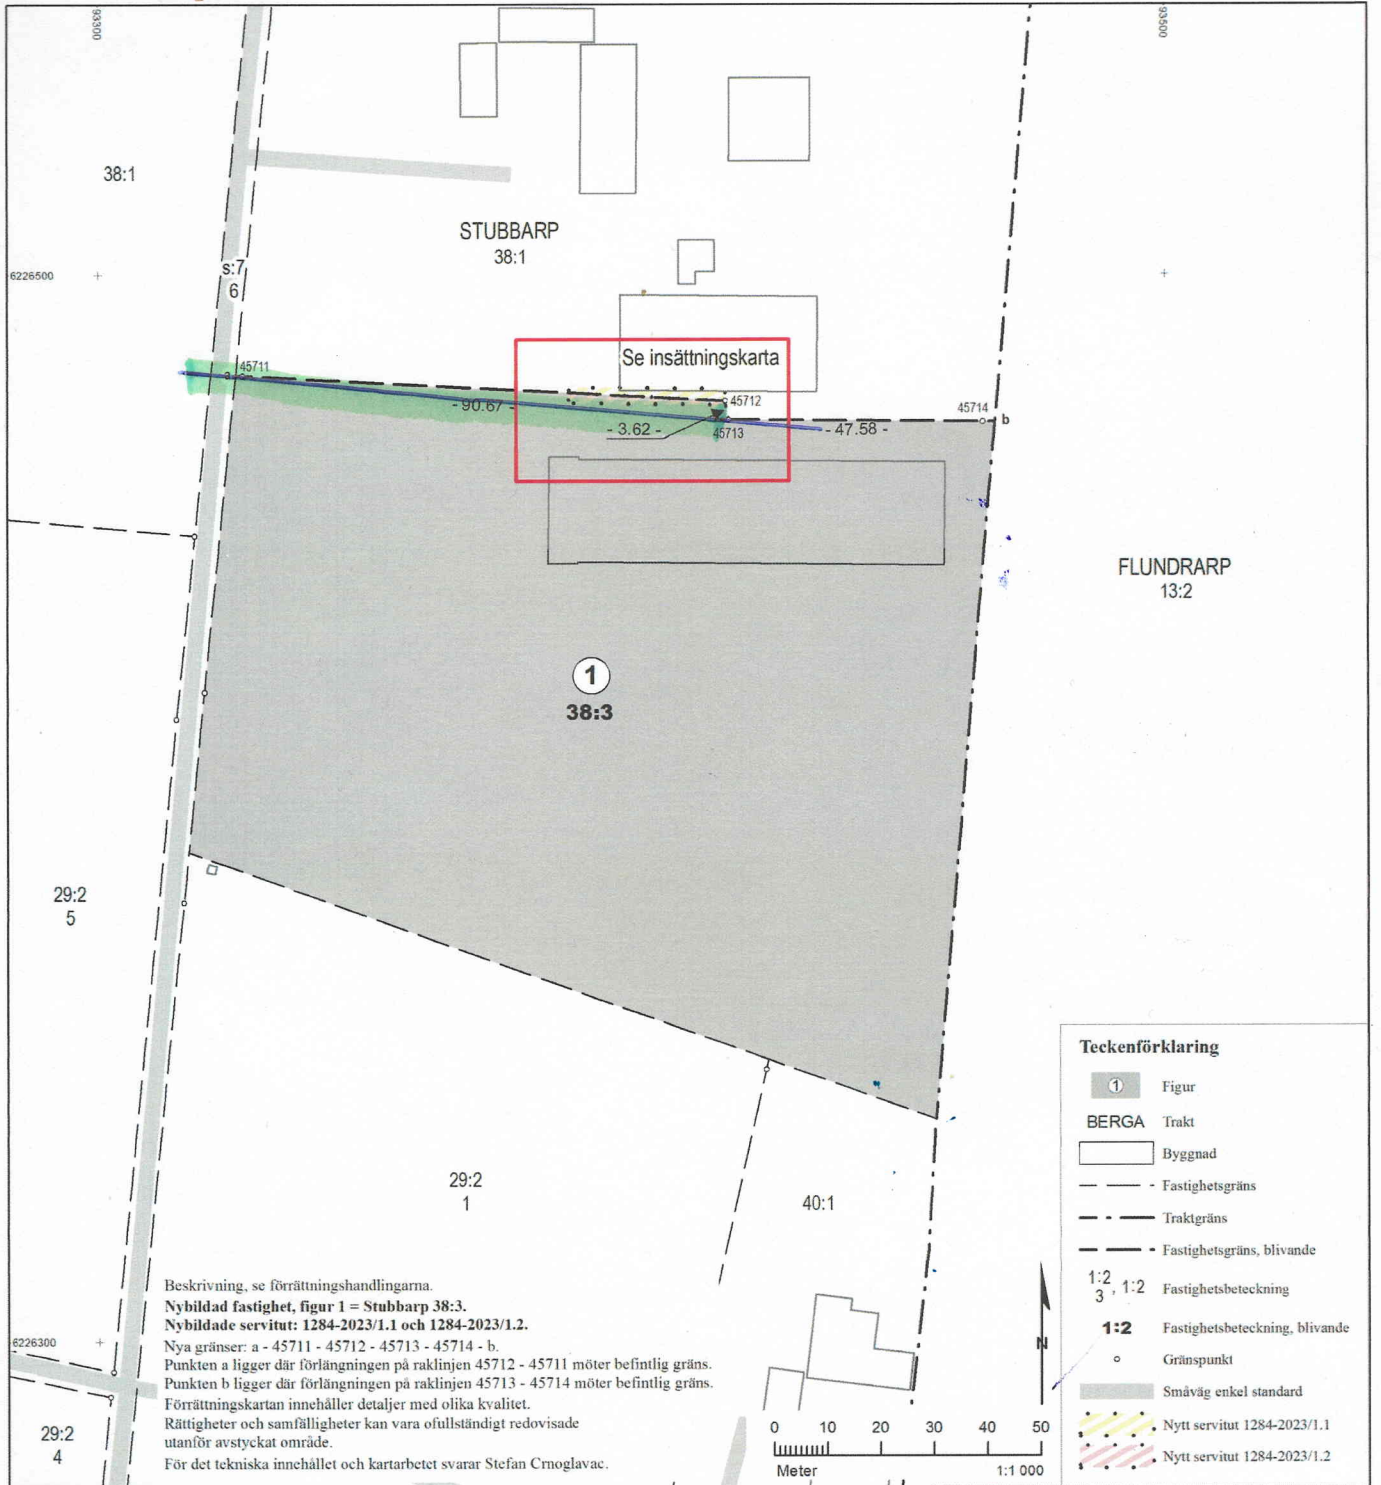 93300
93500
38:1
STUBBARP
38:1
6226500
s:7
6
Se insättningskarta
a
45711
- 90.67 -
45712
- 3.62 -
45713
- 47.58 -
45714
b
FLUNDRARP
13:2
1
38:3
29:2
5
29:2
1
40:1
Teckenförklaring
1 Figur
BERGA Trakt
Byggnad
Fastighetsgräns
Traktgräns
Fastighetsgräns, blivande
1:2
3 , 1:2 Fastighetsbeteckning
1:2 Fastighetsbeteckning, blivande
Gränspunkt
Småväg enkel standard
Nytt servitut 1284-2023/1.1
Nytt servitut 1284-2023/1.2
Beskrivning, se förrättningshandlingarna.
Nybildad fastighet, figur 1 = Stubbarp 38:3.
Nybildade servitut: 1284-2023/1.1 och 1284-2023/1.2.
Nya gränser: a - 45711 - 45712 - 45713 - 45714 - b.
Punkten a ligger där förlängningen på raklinjen 45712 - 45711 möter befintlig gräns.
Punkten b ligger där förlängningen på raklinjen 45713 - 45714 möter befintlig gräns.
Förrättningskartan innehåller detaljer med olika kvalitet.
Rättigheter och samfälligheter kan vara ofullständigt redovisade
utanför avstyckat område.
För det tekniska innehållet och kartarbetet svarar Stefan Crnoglavac.
6226300
29:2
4
N
0 10 20 30 40 50
Meter 1:1 000